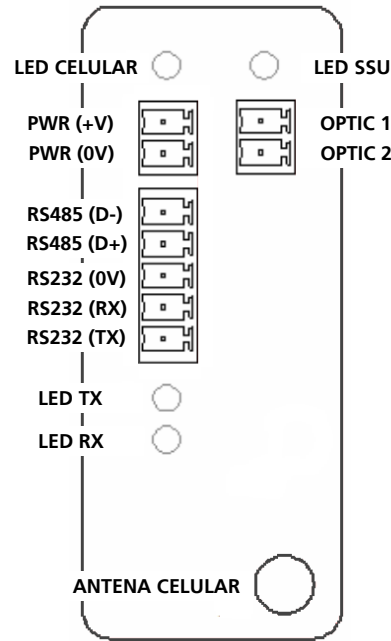 LED CELULAR
LED SSU
PWR (+V)
OPTIC 1
PWR (0V)
OPTIC 2
RS485 (D-)
RS485 (D+)
RS232 (0V)
RS232 (RX)
RS232 (TX)
LED TX
LED RX
ANTENA CELULAR